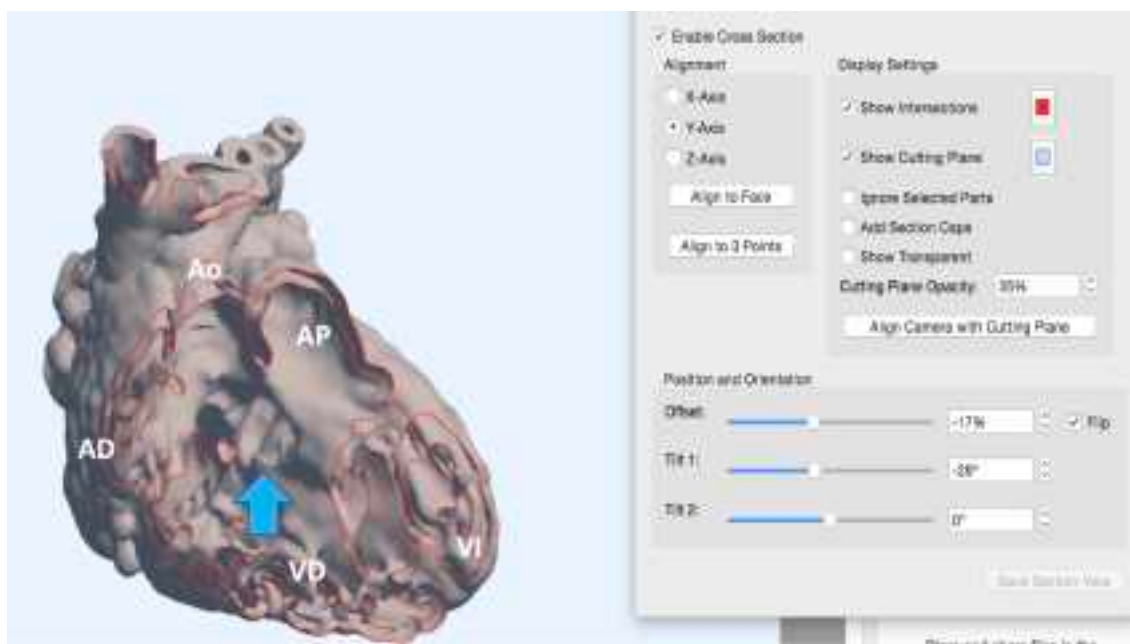 Enable Cross Section
Alignment
Display Settings
X-Axis
Y-Axis
Z-Axis
Align to Face
Align to 3 Points
Show Intersections
Show Cutting Plane
Ignore Selected Parts
Add Section Caps
Show Transparent
Cutting Plane Opacity: 35%
Align Camera with Cutting Plane
Position and Orientation
Offset: -17% Flip
Tilt 1: °
Tilt 2: 0°
Save Section View
Ao
AP
AD
VD
VI